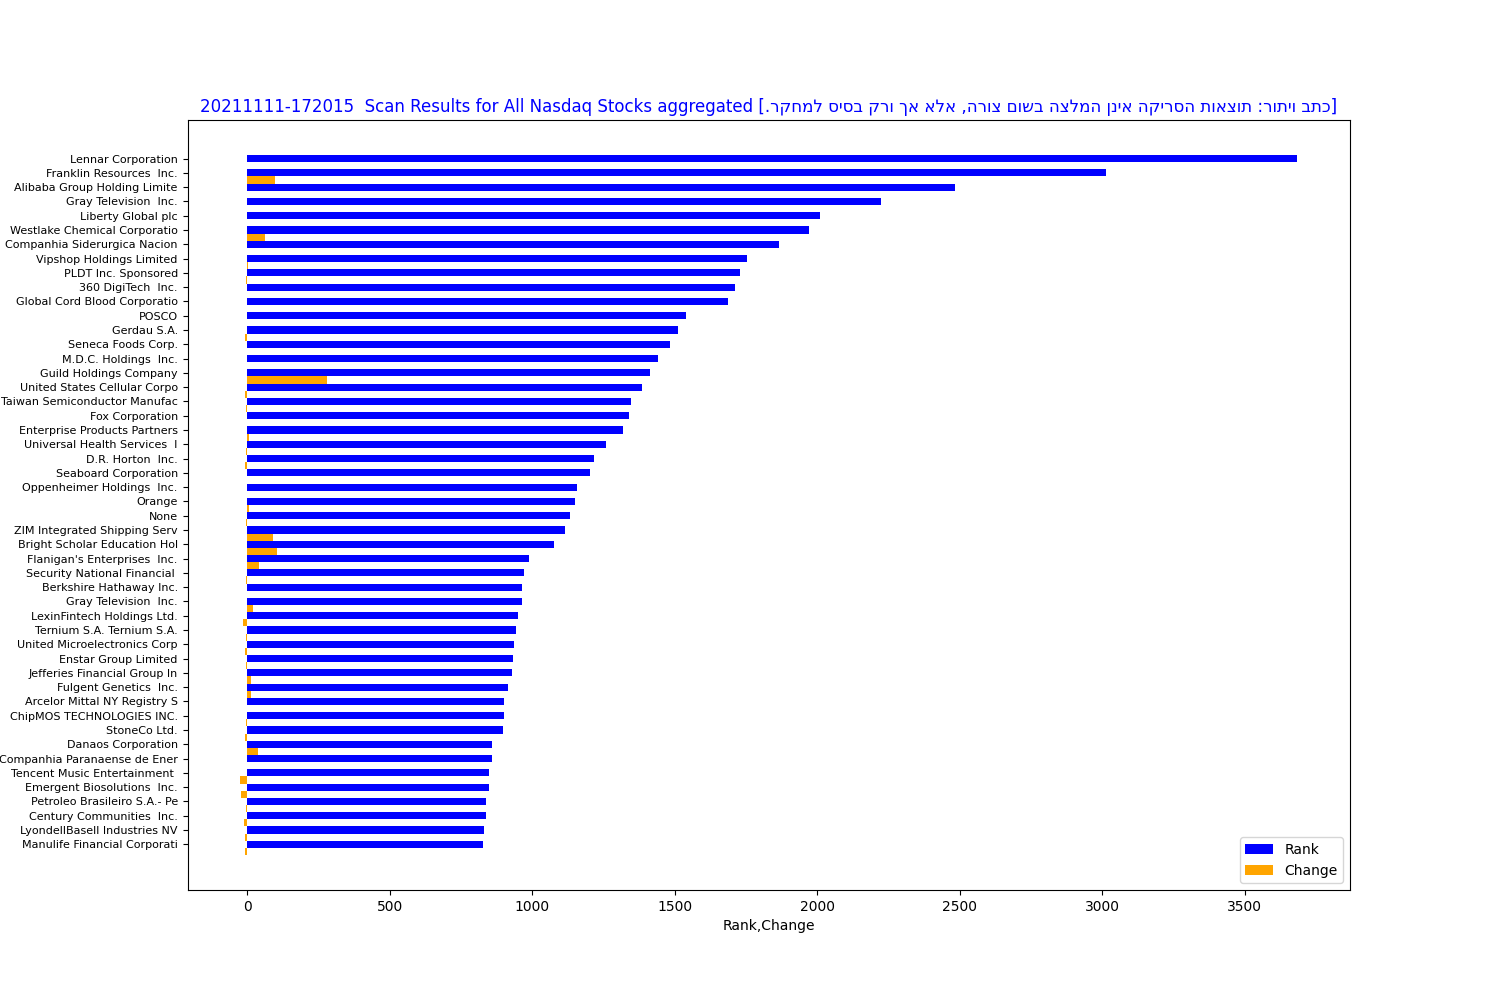 20211111-172015  Scan Results for All Nasdaq Stocks aggregated [כתב ויתור: תוצאות הסריקה אינן המלצה בשום צורה, אלא אך ורק בסיס למחקר.]
Lennar Corporation
Franklin Resources  Inc.
Alibaba Group Holding Limite
Gray Television  Inc.
Liberty Global plc
Westlake Chemical Corporatio
Companhia Siderurgica Nacion
Vipshop Holdings Limited
PLDT Inc. Sponsored
360 DigiTech  Inc.
Global Cord Blood Corporatio
POSCO
Gerdau S.A.
Seneca Foods Corp.
M.D.C. Holdings  Inc.
Guild Holdings Company
United States Cellular Corpo
Taiwan Semiconductor Manufac
Fox Corporation
Enterprise Products Partners
Universal Health Services  I
D.R. Horton  Inc.
Seaboard Corporation
Oppenheimer Holdings  Inc.
Orange
None
ZIM Integrated Shipping Serv
Bright Scholar Education Hol
Flanigan's Enterprises  Inc.
Security National Financial
Berkshire Hathaway Inc.
Gray Television  Inc.
LexinFintech Holdings Ltd.
Ternium S.A. Ternium S.A.
United Microelectronics Corp
Enstar Group Limited
Jefferies Financial Group In
Fulgent Genetics  Inc.
Arcelor Mittal NY Registry S
ChipMOS TECHNOLOGIES INC.
StoneCo Ltd.
Danaos Corporation
Companhia Paranaense de Ener
Tencent Music Entertainment
Emergent Biosolutions  Inc.
Petroleo Brasileiro S.A.- Pe
Century Communities  Inc.
LyondellBasell Industries NV
Manulife Financial Corporati
Rank
Change
0 500 1000 1500 2000 2500 3000 3500
Rank,Change